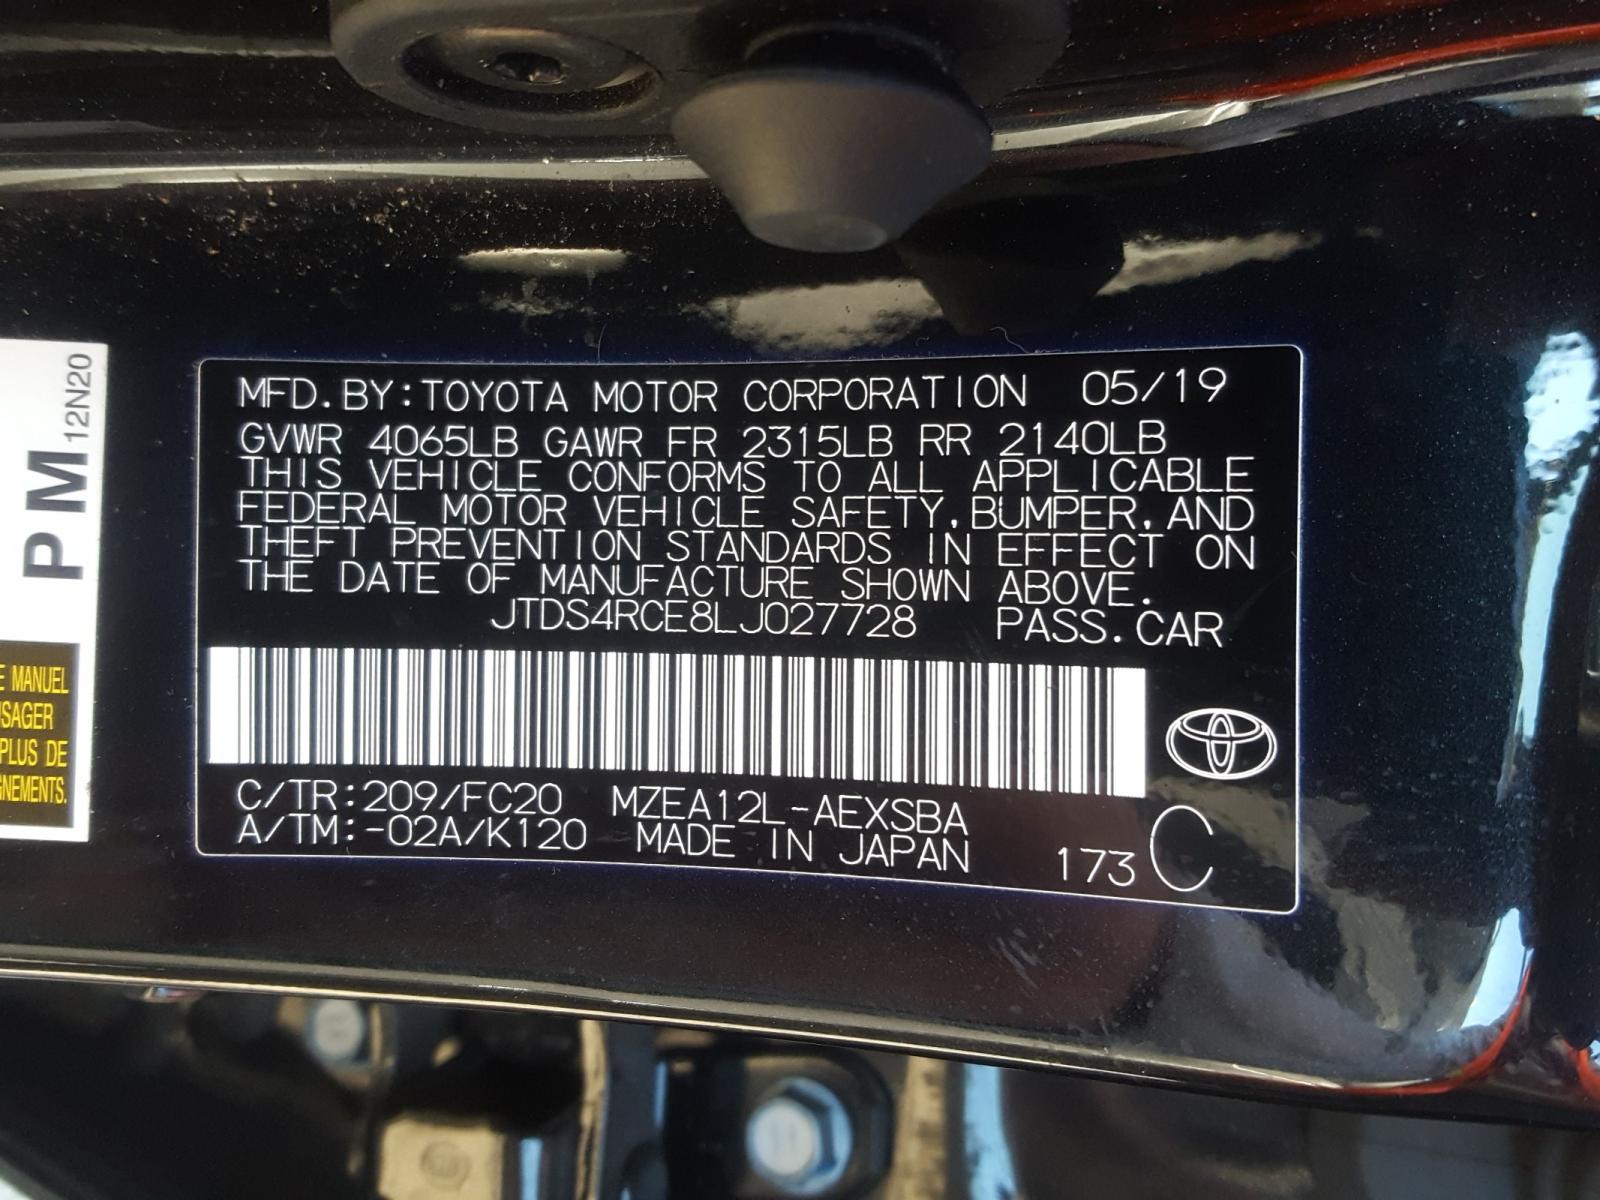 PM 12N20
E MANUEL
SAGER
PLUS DE
GNEMENTS.
MFD.BY:TOYOTA MOTOR CORPORATION 05/19
GVWR 4065LB GAWR FR 2315LB RR 2140LB
THIS VEHICLE CONFORMS TO ALL APPLICABLE
FEDERAL MOTOR VEHICLE SAFETY,BUMPER,AND
THEFT PREVENTION STANDARDS IN EFFECT ON
THE DATE OF MANUFACTURE SHOWN ABOVE.
JTDS4RCE8LJ027728 PASS.CAR
C/TR:209/FC20 MZEA12L-AEXSBA
A/TM:-02A/K120 MADE IN JAPAN 173 C